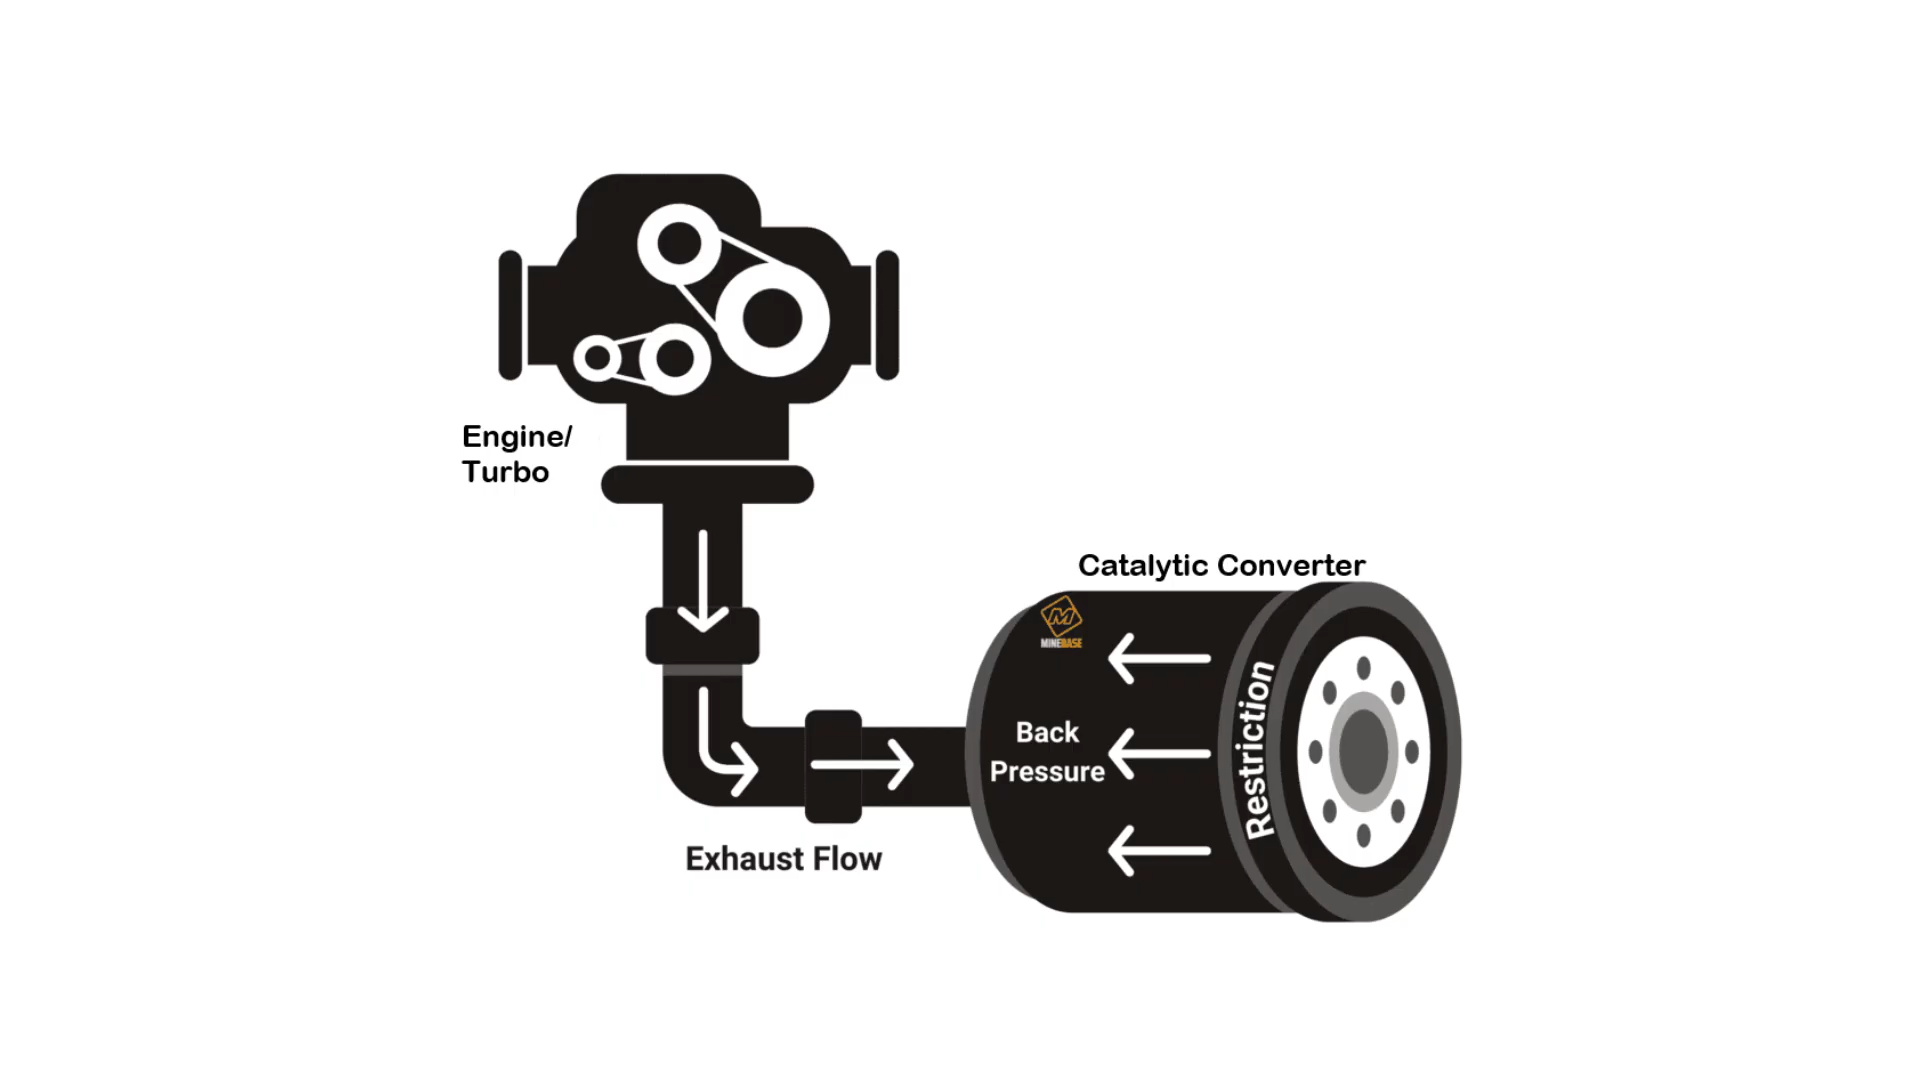 Engine/
Turbo
Catalytic Converter
MINEBASE
Back
Pressure
Restriction
Exhaust Flow